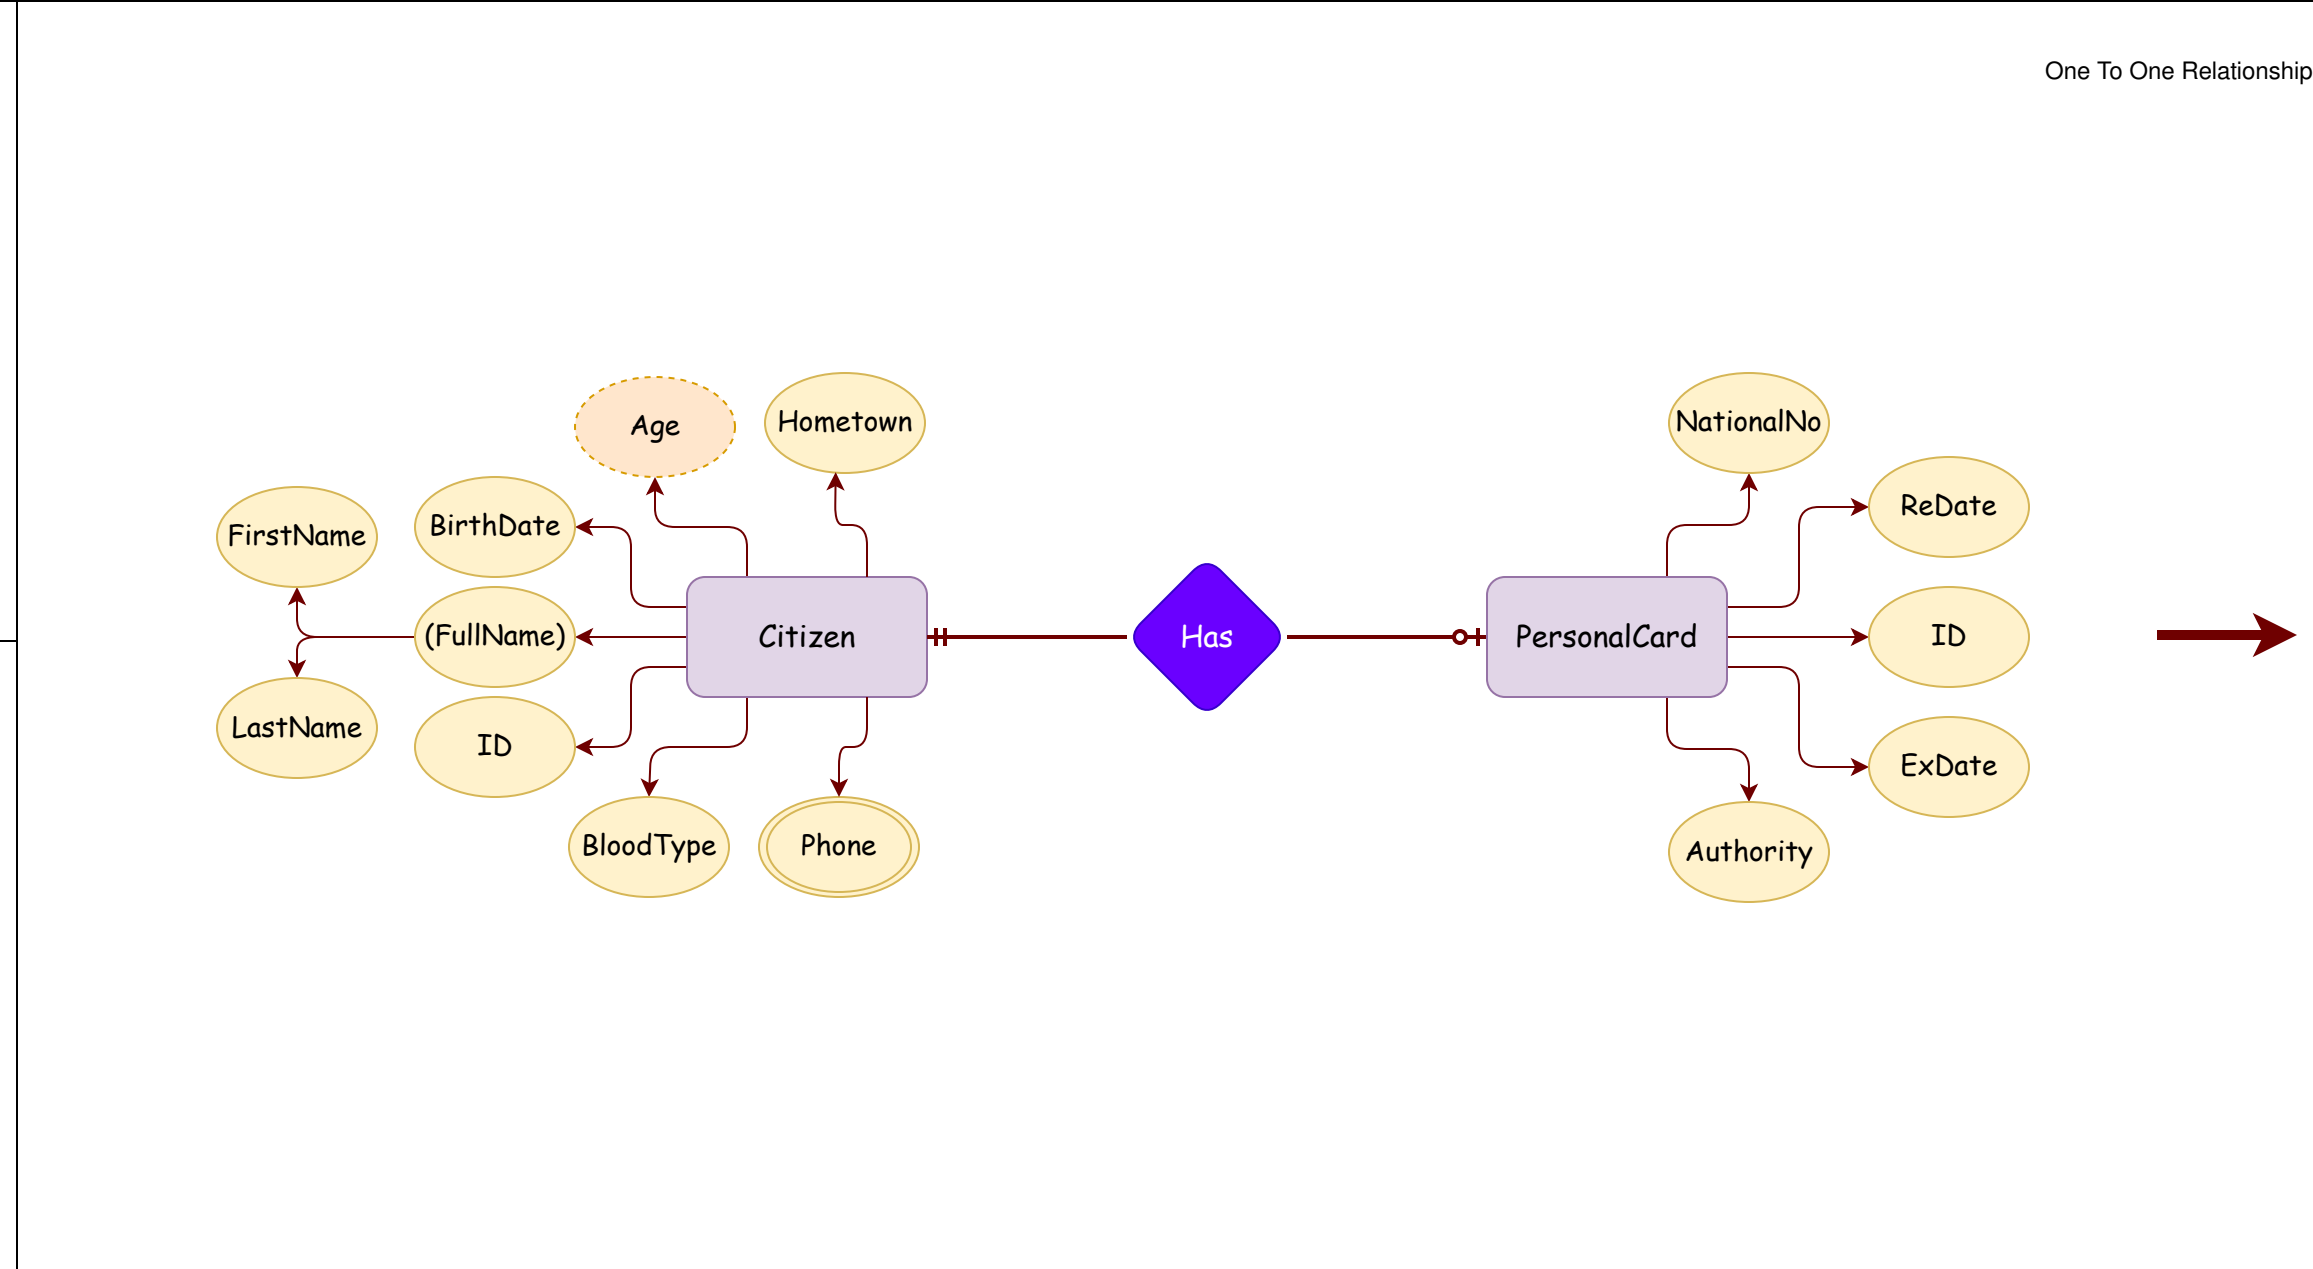 One To One Relationship
Age
Hometown
NationalNo
FirstName
BirthDate
ReDate
(FullName)
Citizen
Has
PersonalCard
ID
LastName
ID
ExDate
BloodType
Phone
Authority